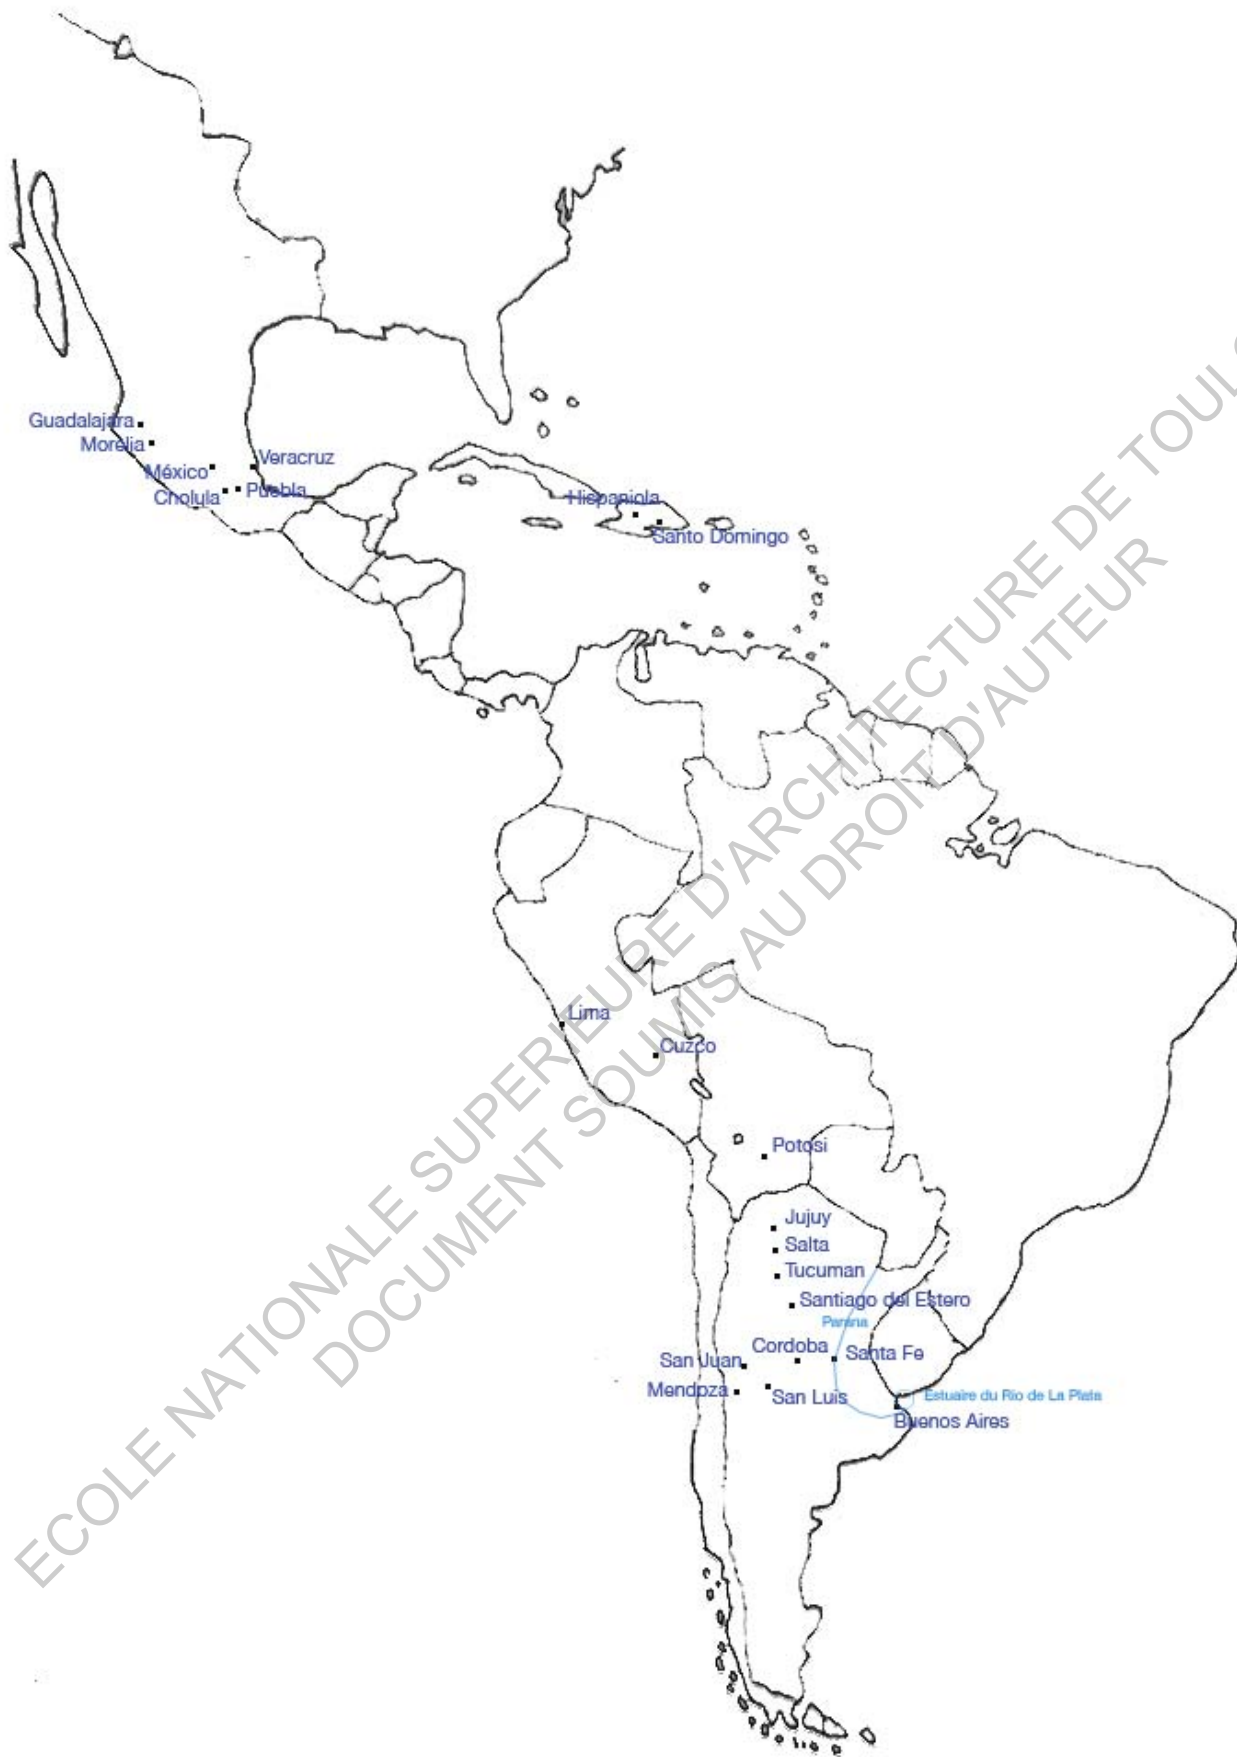 Guadalajara
Morelia
México
Veracruz
Cholula
Puebla
Hispaniola
Santo Domingo
Lima
Cuzco
Potosi
Jujuy
Salta
Tucuman
Santiago del Estero
Parana
Cordoba
Santa Fe
San Juan
Mendoza
San Luis
Estuaire du Rio de La Plata
Buenos Aires
ECOLE NATIONALE SUPERIEURE D'ARCHITECTURE DE TOULO
DOCUMENT SOUMIS AU DROIT D'AUTEUR